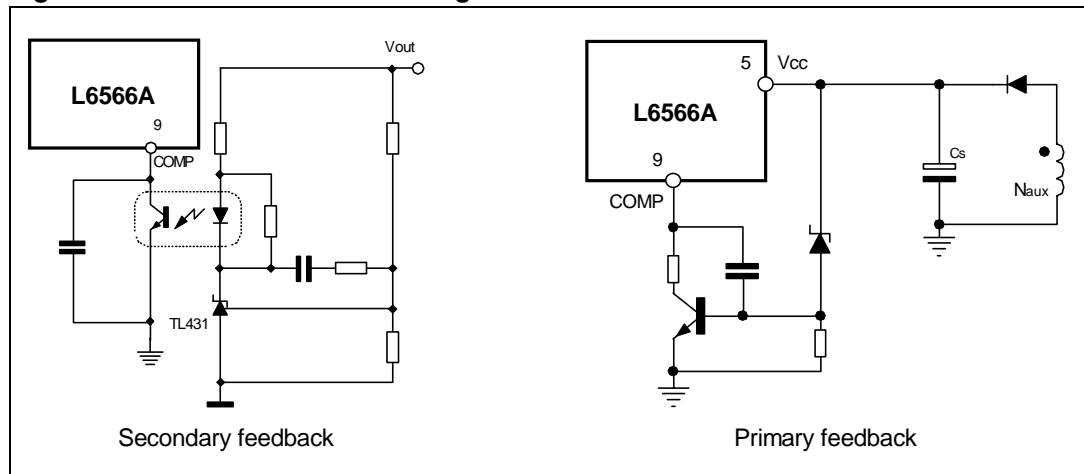 Vout
L6566A
9
COMP
TL431
Secondary feedback
5
Vcc
L6566A
9
COMP
Cs
Naux
Primary feedback